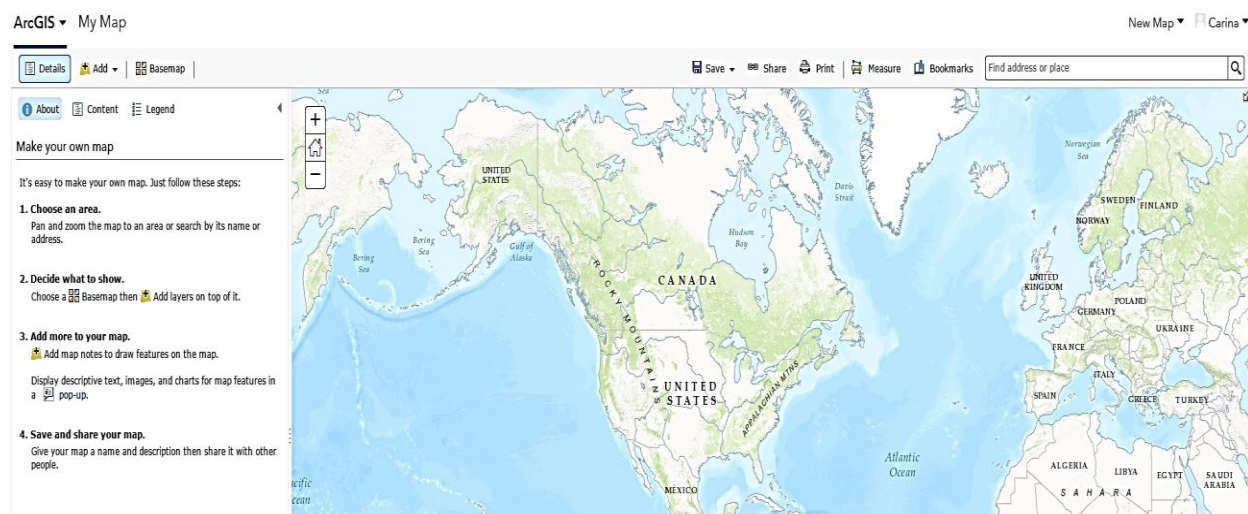 ArcGIS My Map
New Map Carina
Details Add Basemap
Save Share Print Measure Bookmarks Find address or place
About Content Legend
Make your own map
It's easy to make your own map. Just follow these steps:
1. Choose an area.
Pan and zoom the map to an area or search by its name or
address.
2. Decide what to show.
Choose a Basemap then Add layers on top of it.
3. Add more to your map.
Add map notes to draw features on the map.
Display descriptive text, images, and charts for map features in
a pop-up.
4. Save and share your map.
Give your map a name and description then share it with other
people.
+
−
Sea
UNITED
STATES
Bering
Sea
Bering
Sea
Gulf of
Alaska
ROCKY MOUNTAINS
CANADA
Hudson
Bay
Davis
Strait
UNITED
STATES
APPALACHIAN MTNS
MEXICO
Atlantic
Ocean
Norwegian
Sea
SWEDEN
FINLAND
NORWAY
UNITED
KINGDOM
POLAND
GERMANY
UKRAINE
FRANCE
ITALY
SPAIN
GREECE
TURKEY
ALGERIA
LIBYA
EGYPT
SAUDI
ARABIA
SAHARA
cific
cean